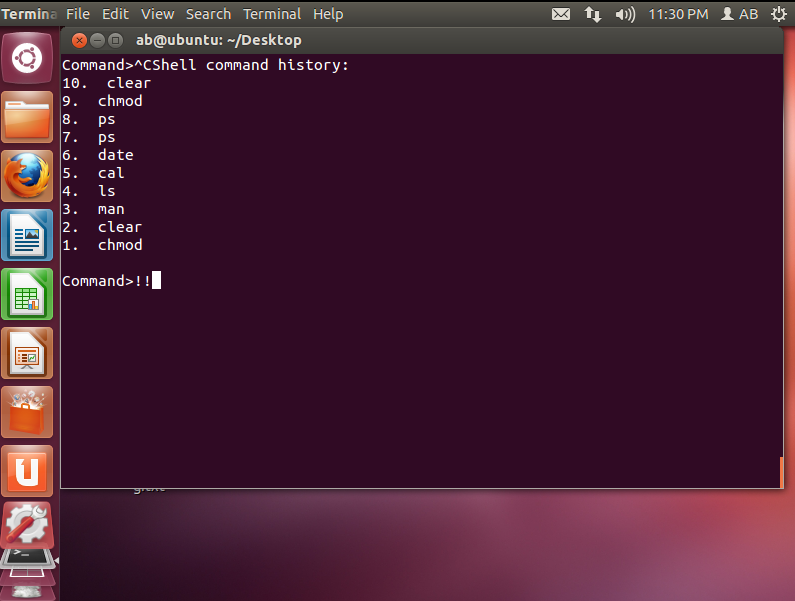 Termina File Edit View Search Terminal Help 11:30 PM AB
ab@ubuntu: ~/Desktop
Command>^CShell command history:
10.  clear
9.  chmod
8.  ps
7.  ps
6.  date
5.  cal
4.  ls
3.  man
2.  clear
1.  chmod
Command>!!